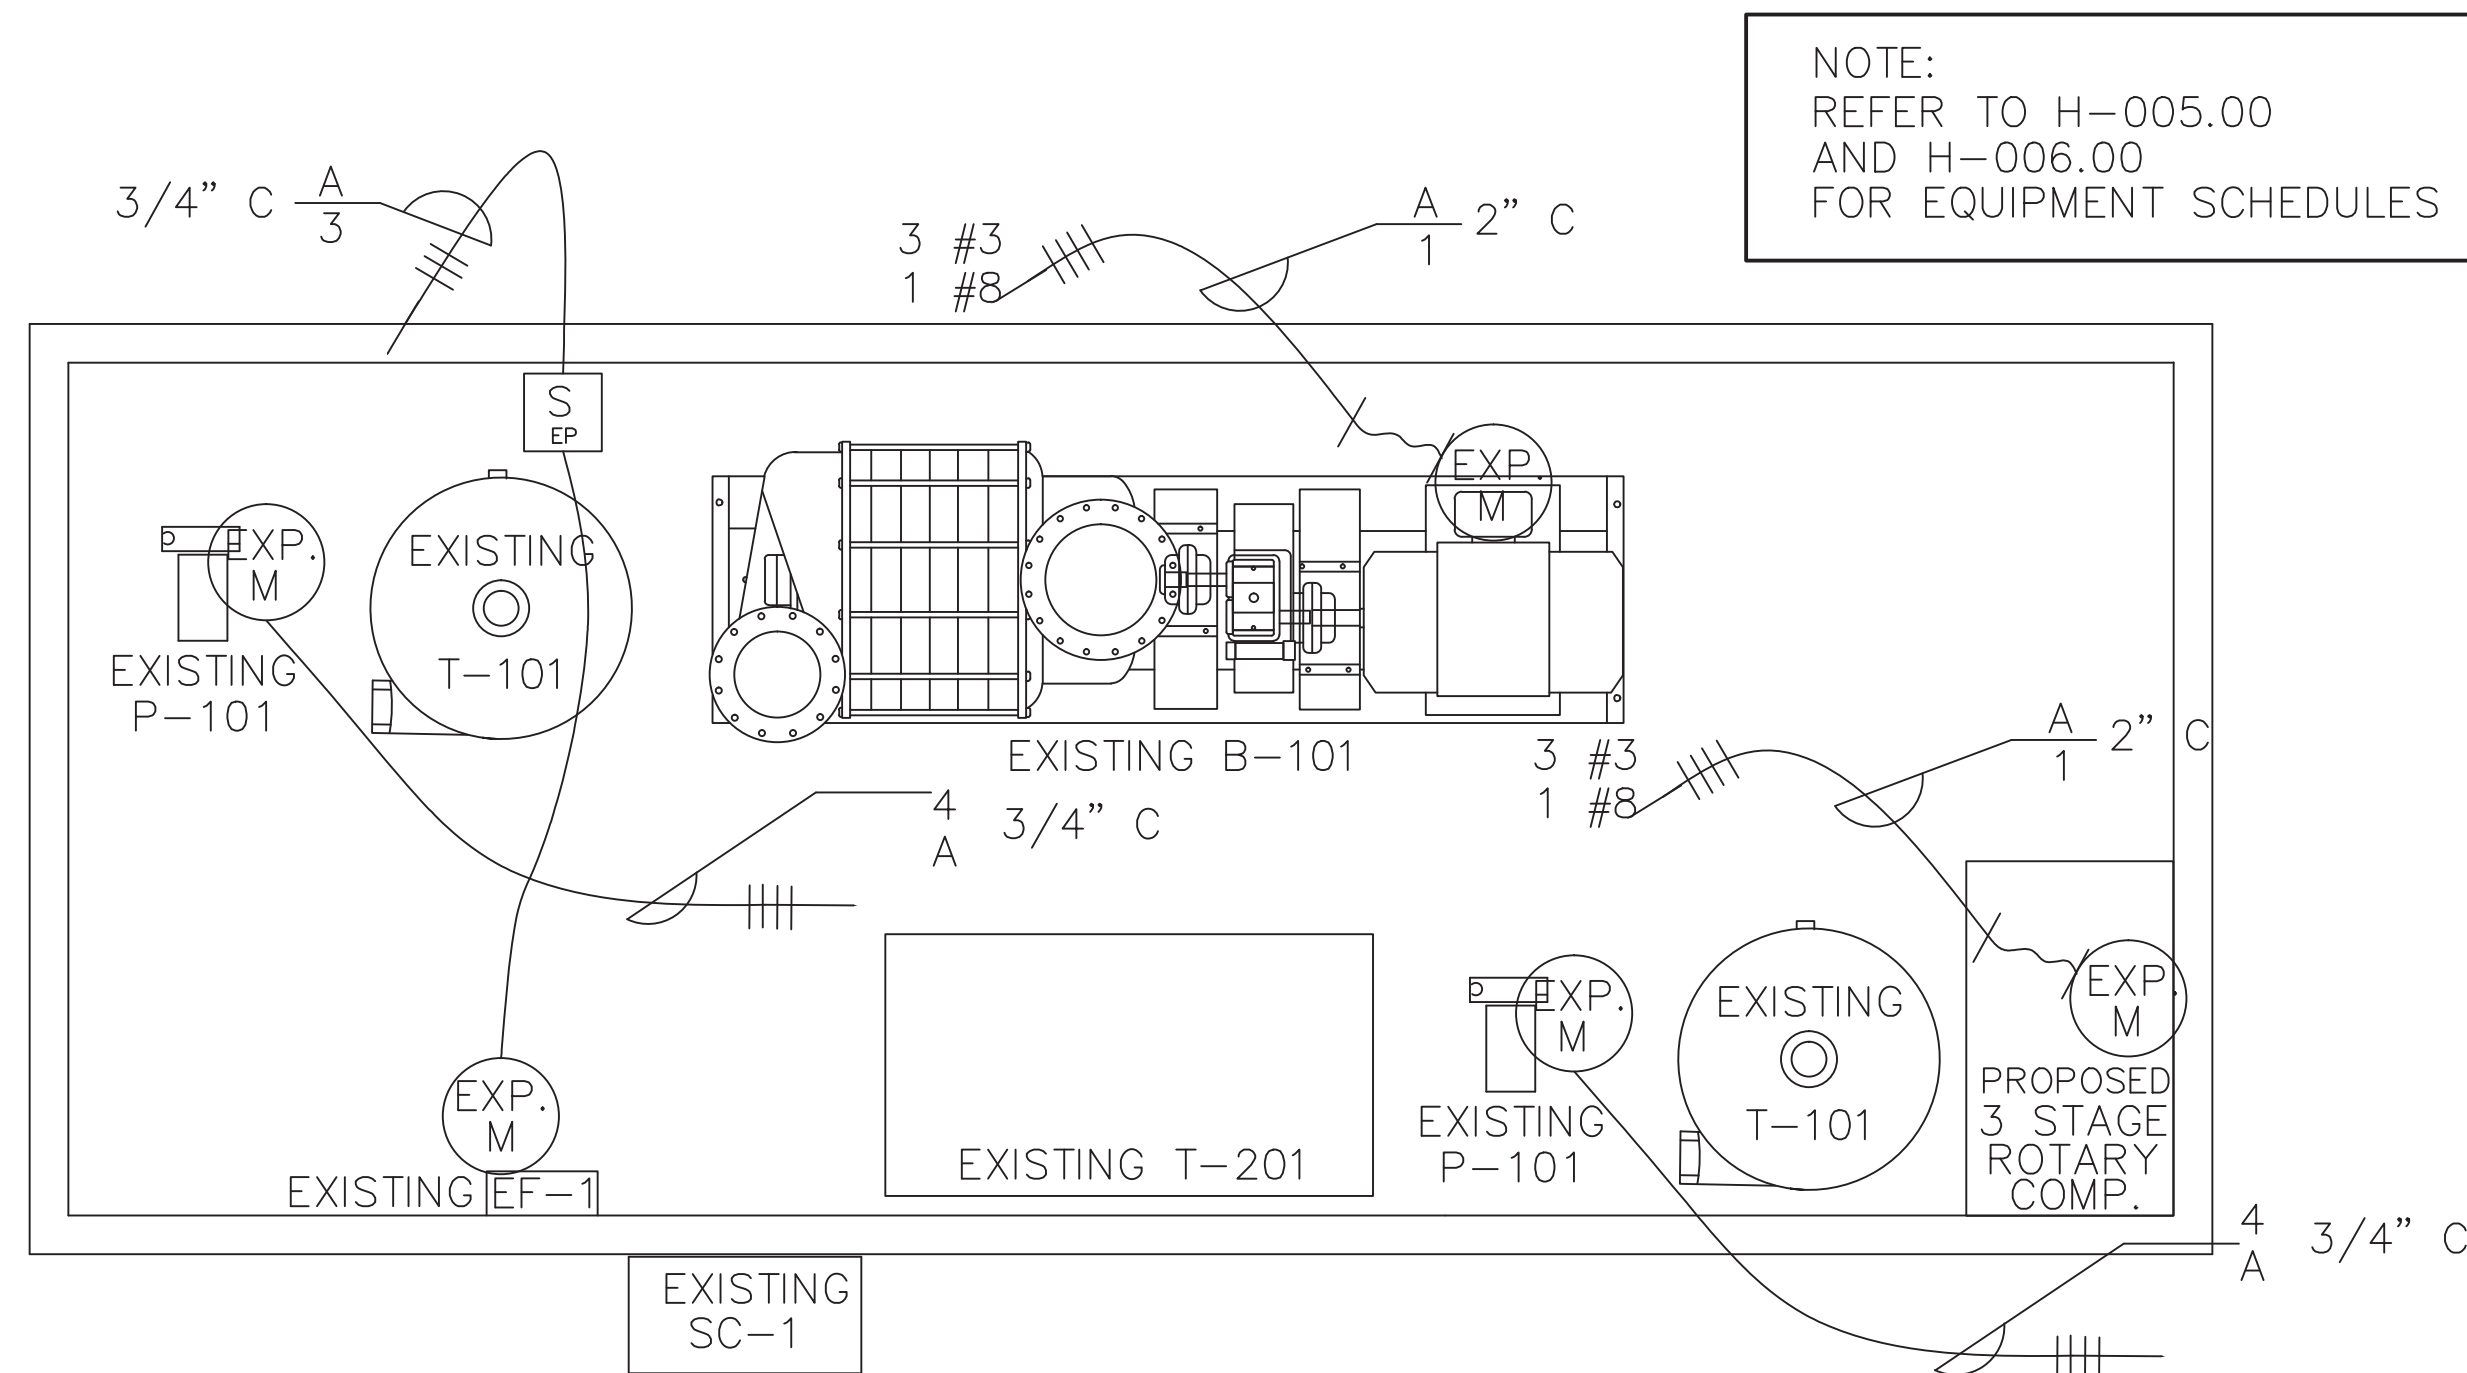 NOTE:
REFER TO H-005.00
AND H-006.00
FOR EQUIPMENT SCHEDULES
3/4" C
A
3
3 #3
1 #8
A
1
2" C
S
EP
EXP.
M
EXISTING
P-101
EXISTING
T-101
EXP.
M
EXISTING B-101
4
A
3/4" C
3 #3
1 #8
A
1
2" C
EXP.
M
EXISTING EF-1
EXISTING T-201
EXP.
M
EXISTING
P-101
EXISTING
T-101
EXP.
M
PROPOSED
3 STAGE
ROTARY
COMP.
4
A
3/4" C
EXISTING
SC-1